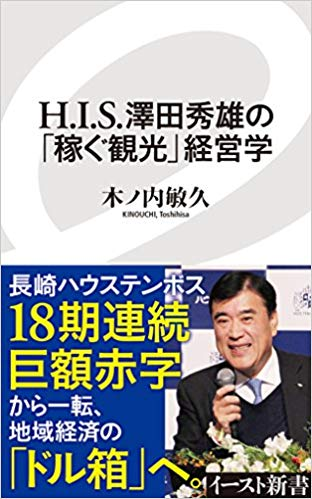 H.I.S.澤田秀雄の
「稼ぐ観光」経営学
木ノ内敏久
KINOUCHI, Toshihisa
長崎ハウステンボス
18期連続
巨額赤字
から一転、
地域経済の
「ドル箱」へ。
イースト新書